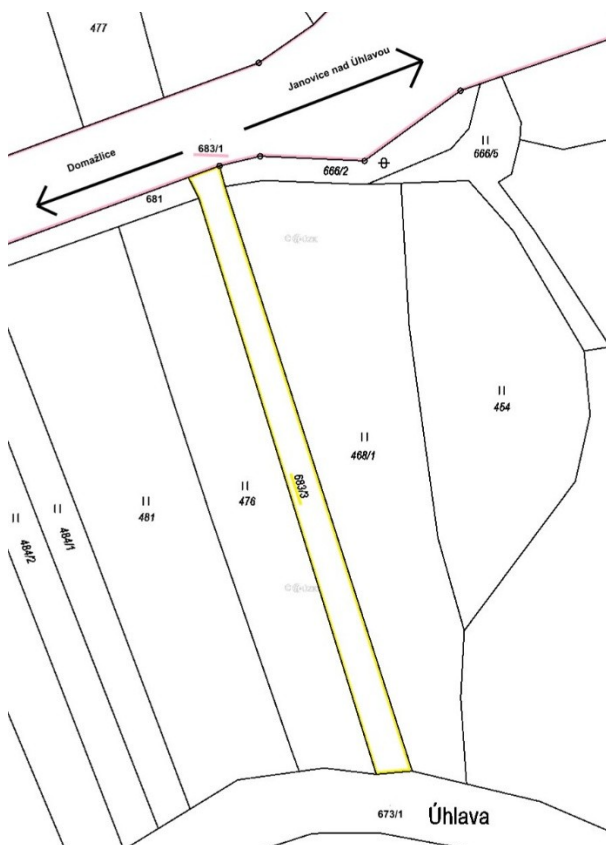 477
Janovice nad Úhlavou
Domažlice
683/1
666/2
II
666/5
681
II
454
II
468/1
II
476
683/3
II
481
II
484/1
II
484/2
673/1
Úhlava